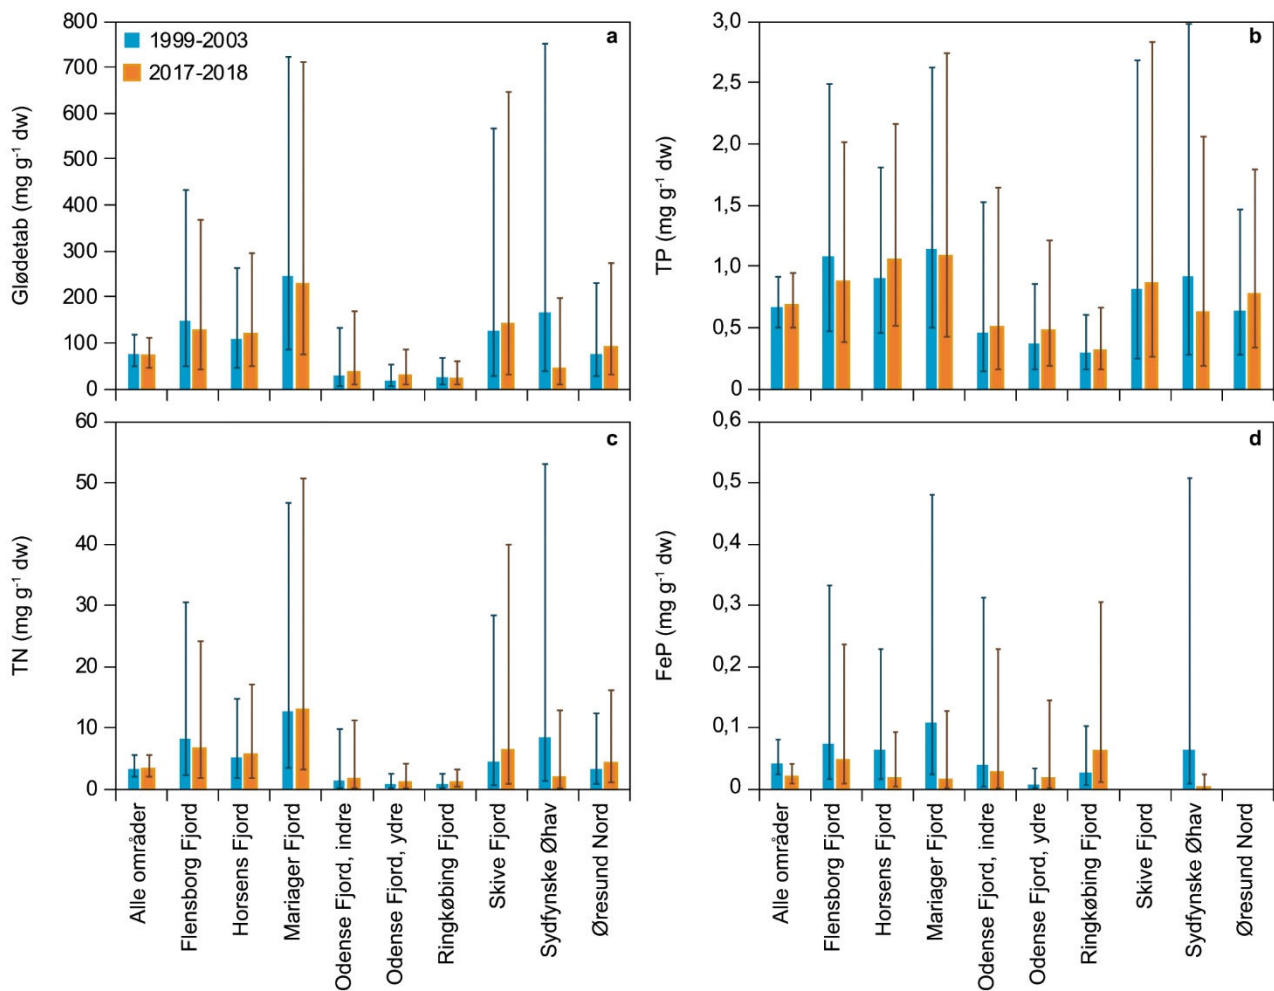 800
700
600
500
400
300
200
100
0
Glødetab (mg g⁻¹ dw)
1999-2003
2017-2018
a
3,0
2,5
2,0
1,5
1,0
0,5
0
TP (mg g⁻¹ dw)
b
60
50
40
30
20
10
0
TN (mg g⁻¹ dw)
c
Alle områder
Flensborg Fjord
Horsens Fjord
Mariager Fjord
Odense Fjord, indre
Odense Fjord, ydre
Ringkøbing Fjord
Skive Fjord
Sydfynske Øhav
Øresund Nord
0,6
0,5
0,4
0,3
0,2
0,1
0
FeP (mg g⁻¹ dw)
d
Alle områder
Flensborg Fjord
Horsens Fjord
Mariager Fjord
Odense Fjord, indre
Odense Fjord, ydre
Ringkøbing Fjord
Skive Fjord
Sydfynske Øhav
Øresund Nord